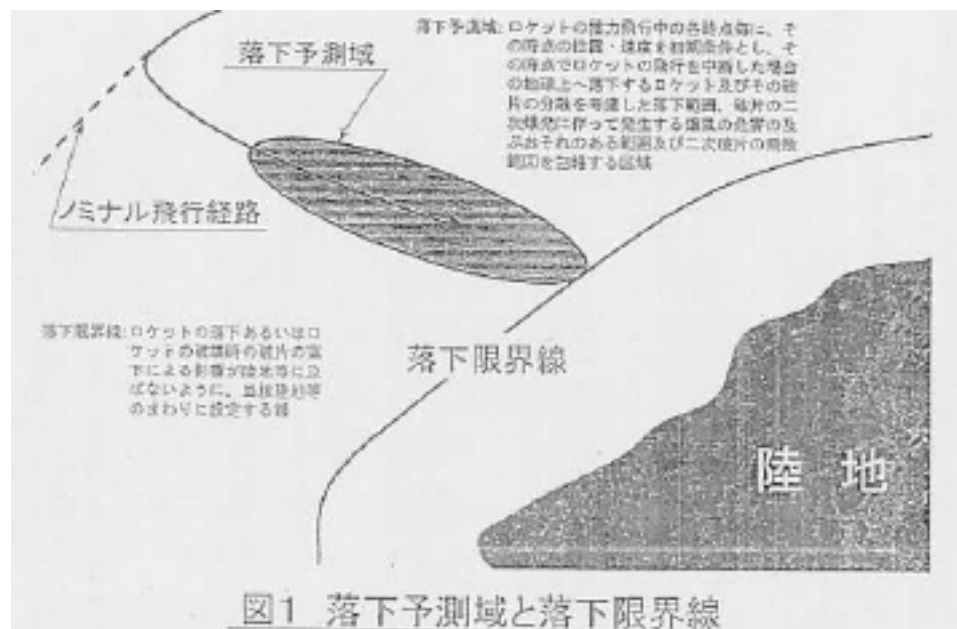 落下予測域
落下予測域: ロケットの推力飛行中の各時点毎に、そ
の時点の位置・速度を初期条件とし、そ
の時点でロケットの飛行を中断した場合
の地球上へ落下するロケット及びその破
片の分散を考慮した落下範囲、破片の二
次爆発に伴って発生する爆風の危害の及
ぶおそれのある範囲及び二次破片の飛散
範囲を包絡する区域
ノミナル飛行経路
落下限界線: ロケットの落下あるいはロ
ケットの破壊時の破片の落
下による影響が陸地等に及
ばないように、当該陸地等
のまわりに設定する線
落下限界線
陸地
図1 落下予測域と落下限界線